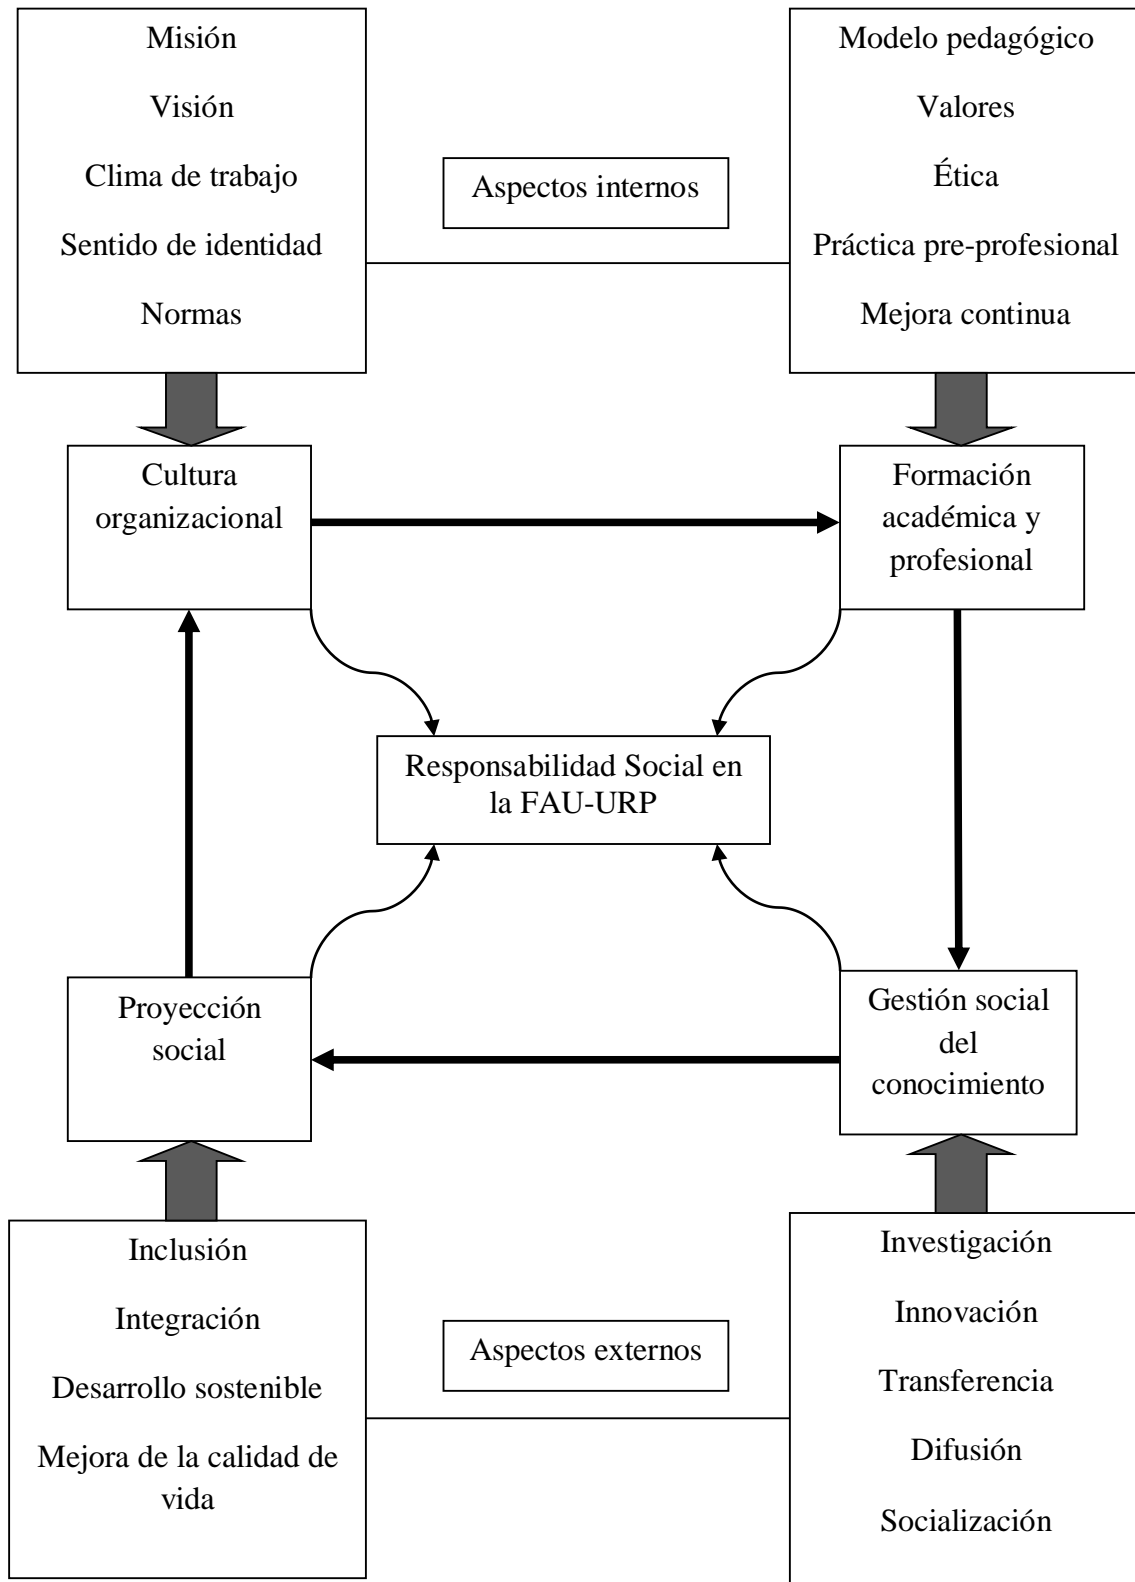 Misión
Visión
Clima de trabajo
Sentido de identidad
Normas
Aspectos internos
Modelo pedagógico
Valores
Ética
Práctica pre-profesional
Mejora continua
Cultura
organizacional
Formación
académica y
profesional
Responsabilidad Social en
la FAU-URP
Proyección
social
Gestión social
del
conocimiento
Inclusión
Integración
Desarrollo sostenible
Mejora de la calidad de
vida
Aspectos externos
Investigación
Innovación
Transferencia
Difusión
Socialización